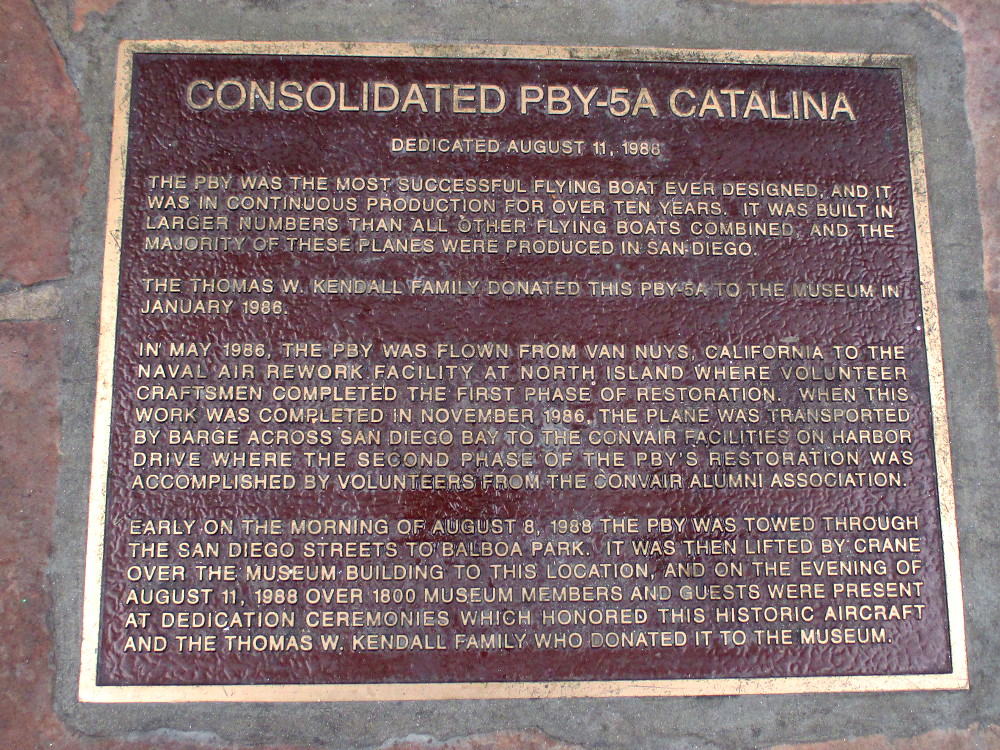 CONSOLIDATED PBY-5A CATALINA
DEDICATED AUGUST 11, 1988
THE PBY WAS THE MOST SUCCESSFUL FLYING BOAT EVER DESIGNED, AND IT
WAS IN CONTINUOUS PRODUCTION FOR OVER TEN YEARS. IT WAS BUILT IN
LARGER NUMBERS THAN ALL OTHER FLYING BOATS COMBINED, AND THE
MAJORITY OF THESE PLANES WERE PRODUCED IN SAN DIEGO.
THE THOMAS W. KENDALL FAMILY DONATED THIS PBY-5A TO THE MUSEUM IN
JANUARY 1986.
IN MAY 1986, THE PBY WAS FLOWN FROM VAN NUYS, CALIFORNIA TO THE
NAVAL AIR REWORK FACILITY AT NORTH ISLAND WHERE VOLUNTEER
CRAFTSMEN COMPLETED THE FIRST PHASE OF RESTORATION. WHEN THIS
WORK WAS COMPLETED IN NOVEMBER 1986, THE PLANE WAS TRANSPORTED
BY BARGE ACROSS SAN DIEGO BAY TO THE CONVAIR FACILITIES ON HARBOR
DRIVE WHERE THE SECOND PHASE OF THE PBY'S RESTORATION WAS
ACCOMPLISHED BY VOLUNTEERS FROM THE CONVAIR ALUMNI ASSOCIATION.
EARLY ON THE MORNING OF AUGUST 8, 1988 THE PBY WAS TOWED THROUGH
THE SAN DIEGO STREETS TO BALBOA PARK. IT WAS THEN LIFTED BY CRANE
OVER THE MUSEUM BUILDING TO THIS LOCATION, AND ON THE EVENING OF
AUGUST 11, 1988 OVER 1800 MUSEUM MEMBERS AND GUESTS WERE PRESENT
AT DEDICATION CEREMONIES WHICH HONORED THIS HISTORIC AIRCRAFT
AND THE THOMAS W. KENDALL FAMILY WHO DONATED IT TO THE MUSEUM.